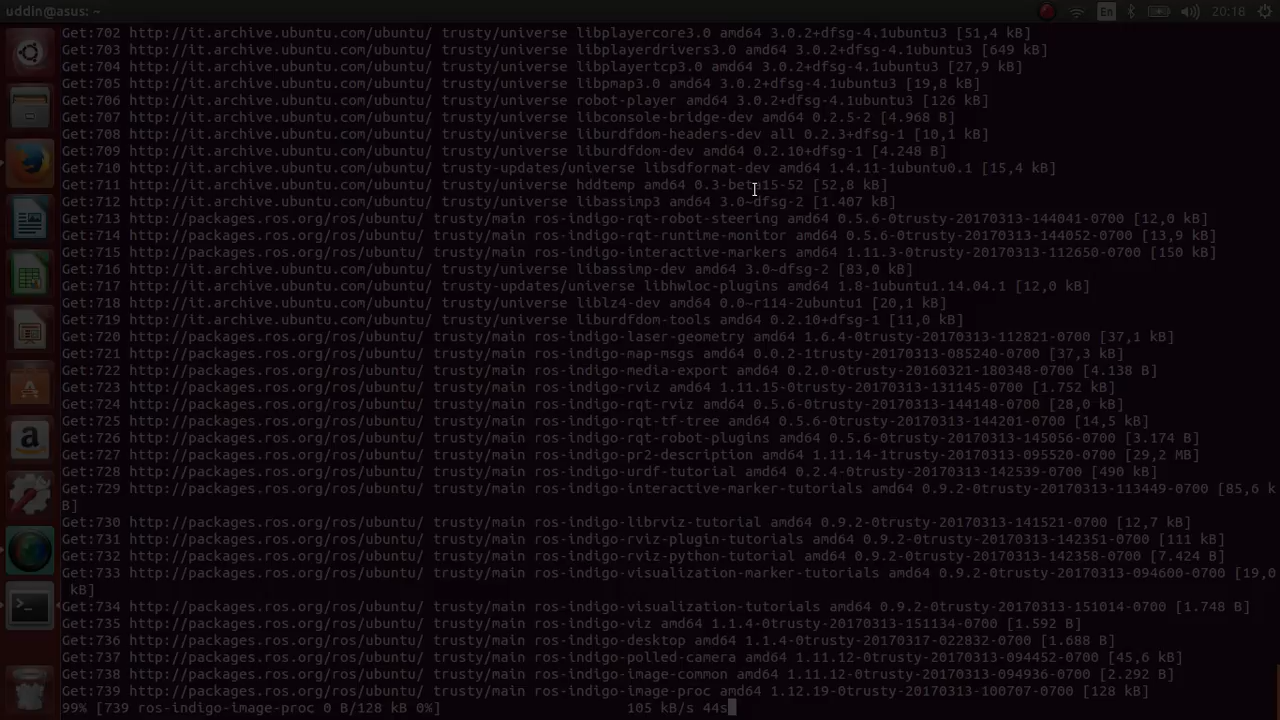 uddin@asus: ~
En
20:18
Get:702 http://it.archive.ubuntu.com/ubuntu/ trusty/universe libplayercore3.0 amd64 3.0.2+dfsg-4.1ubuntu3 [51,4 kB]
Get:703 http://it.archive.ubuntu.com/ubuntu/ trusty/universe libplayerdrivers3.0 amd64 3.0.2+dfsg-4.1ubuntu3 [649 kB]
Get:704 http://it.archive.ubuntu.com/ubuntu/ trusty/universe libplayertcp3.0 amd64 3.0.2+dfsg-4.1ubuntu3 [27,9 kB]
Get:705 http://it.archive.ubuntu.com/ubuntu/ trusty/universe libpmap3.0 amd64 3.0.2+dfsg-4.1ubuntu3 [19,8 kB]
Get:706 http://it.archive.ubuntu.com/ubuntu/ trusty/universe robot-player amd64 3.0.2+dfsg-4.1ubuntu3 [126 kB]
Get:707 http://it.archive.ubuntu.com/ubuntu/ trusty/universe libconsole-bridge-dev amd64 0.2.5-2 [4.968 B]
Get:708 http://it.archive.ubuntu.com/ubuntu/ trusty/universe liburdfdom-headers-dev all 0.2.3+dfsg-1 [10,1 kB]
Get:709 http://it.archive.ubuntu.com/ubuntu/ trusty/universe liburdfdom-dev amd64 0.2.10+dfsg-1 [4.248 B]
Get:710 http://it.archive.ubuntu.com/ubuntu/ trusty-updates/universe libsdformat-dev amd64 1.4.11-1ubuntu0.1 [15,4 kB]
Get:711 http://it.archive.ubuntu.com/ubuntu/ trusty/universe hddtemp amd64 0.3-beta15-52 [52,8 kB]
Get:712 http://it.archive.ubuntu.com/ubuntu/ trusty/universe libassimp3 amd64 3.0~dfsg-2 [1.407 kB]
Get:713 http://packages.ros.org/ros/ubuntu/ trusty/main ros-indigo-rqt-robot-steering amd64 0.5.6-0trusty-20170313-144041-0700 [12,0 kB]
Get:714 http://packages.ros.org/ros/ubuntu/ trusty/main ros-indigo-rqt-runtime-monitor amd64 0.5.6-0trusty-20170313-144052-0700 [13,9 kB]
Get:715 http://packages.ros.org/ros/ubuntu/ trusty/main ros-indigo-interactive-markers amd64 1.11.3-0trusty-20170313-112650-0700 [150 kB]
Get:716 http://it.archive.ubuntu.com/ubuntu/ trusty/universe libassimp-dev amd64 3.0~dfsg-2 [83,0 kB]
Get:717 http://it.archive.ubuntu.com/ubuntu/ trusty-updates/universe libhwloc-plugins amd64 1.8-1ubuntu1.14.04.1 [12,0 kB]
Get:718 http://it.archive.ubuntu.com/ubuntu/ trusty/universe liblz4-dev amd64 0.0~r114-2ubuntu1 [20,1 kB]
Get:719 http://it.archive.ubuntu.com/ubuntu/ trusty/universe liburdfdom-tools amd64 0.2.10+dfsg-1 [11,0 kB]
Get:720 http://packages.ros.org/ros/ubuntu/ trusty/main ros-indigo-laser-geometry amd64 1.6.4-0trusty-20170313-112821-0700 [37,1 kB]
Get:721 http://packages.ros.org/ros/ubuntu/ trusty/main ros-indigo-map-msgs amd64 0.0.2-1trusty-20170313-085240-0700 [37,3 kB]
Get:722 http://packages.ros.org/ros/ubuntu/ trusty/main ros-indigo-media-export amd64 0.2.0-0trusty-20160321-180348-0700 [4.138 B]
Get:723 http://packages.ros.org/ros/ubuntu/ trusty/main ros-indigo-rviz amd64 1.11.15-0trusty-20170313-131145-0700 [1.752 kB]
Get:724 http://packages.ros.org/ros/ubuntu/ trusty/main ros-indigo-rqt-rviz amd64 0.5.6-0trusty-20170313-144148-0700 [28,0 kB]
Get:725 http://packages.ros.org/ros/ubuntu/ trusty/main ros-indigo-rqt-tf-tree amd64 0.5.6-0trusty-20170313-144201-0700 [14,5 kB]
Get:726 http://packages.ros.org/ros/ubuntu/ trusty/main ros-indigo-rqt-robot-plugins amd64 0.5.6-0trusty-20170313-145056-0700 [3.174 B]
Get:727 http://packages.ros.org/ros/ubuntu/ trusty/main ros-indigo-pr2-description amd64 1.11.14-1trusty-20170313-095520-0700 [29,2 MB]
Get:728 http://packages.ros.org/ros/ubuntu/ trusty/main ros-indigo-urdf-tutorial amd64 0.2.4-0trusty-20170313-142539-0700 [490 kB]
Get:729 http://packages.ros.org/ros/ubuntu/ trusty/main ros-indigo-interactive-marker-tutorials amd64 0.9.2-0trusty-20170313-113449-0700 [85,6 k
B]
Get:730 http://packages.ros.org/ros/ubuntu/ trusty/main ros-indigo-librviz-tutorial amd64 0.9.2-0trusty-20170313-141521-0700 [12,7 kB]
Get:731 http://packages.ros.org/ros/ubuntu/ trusty/main ros-indigo-rviz-plugin-tutorials amd64 0.9.2-0trusty-20170313-142351-0700 [111 kB]
Get:732 http://packages.ros.org/ros/ubuntu/ trusty/main ros-indigo-rviz-python-tutorial amd64 0.9.2-0trusty-20170313-142358-0700 [7.424 B]
Get:733 http://packages.ros.org/ros/ubuntu/ trusty/main ros-indigo-visualization-marker-tutorials amd64 0.9.2-0trusty-20170313-094600-0700 [19,0
kB]
Get:734 http://packages.ros.org/ros/ubuntu/ trusty/main ros-indigo-visualization-tutorials amd64 0.9.2-0trusty-20170313-151014-0700 [1.748 B]
Get:735 http://packages.ros.org/ros/ubuntu/ trusty/main ros-indigo-viz amd64 1.1.4-0trusty-20170313-151134-0700 [1.592 B]
Get:736 http://packages.ros.org/ros/ubuntu/ trusty/main ros-indigo-desktop amd64 1.1.4-0trusty-20170317-022832-0700 [1.688 B]
Get:737 http://packages.ros.org/ros/ubuntu/ trusty/main ros-indigo-polled-camera amd64 1.11.12-0trusty-20170313-094452-0700 [45,6 kB]
Get:738 http://packages.ros.org/ros/ubuntu/ trusty/main ros-indigo-image-common amd64 1.11.12-0trusty-20170313-094936-0700 [2.292 B]
Get:739 http://packages.ros.org/ros/ubuntu/ trusty/main ros-indigo-image-proc amd64 1.12.19-0trusty-20170313-100707-0700 [128 kB]
99% [739 ros-indigo-image-proc 0 B/128 kB 0%] 105 kB/s 44s